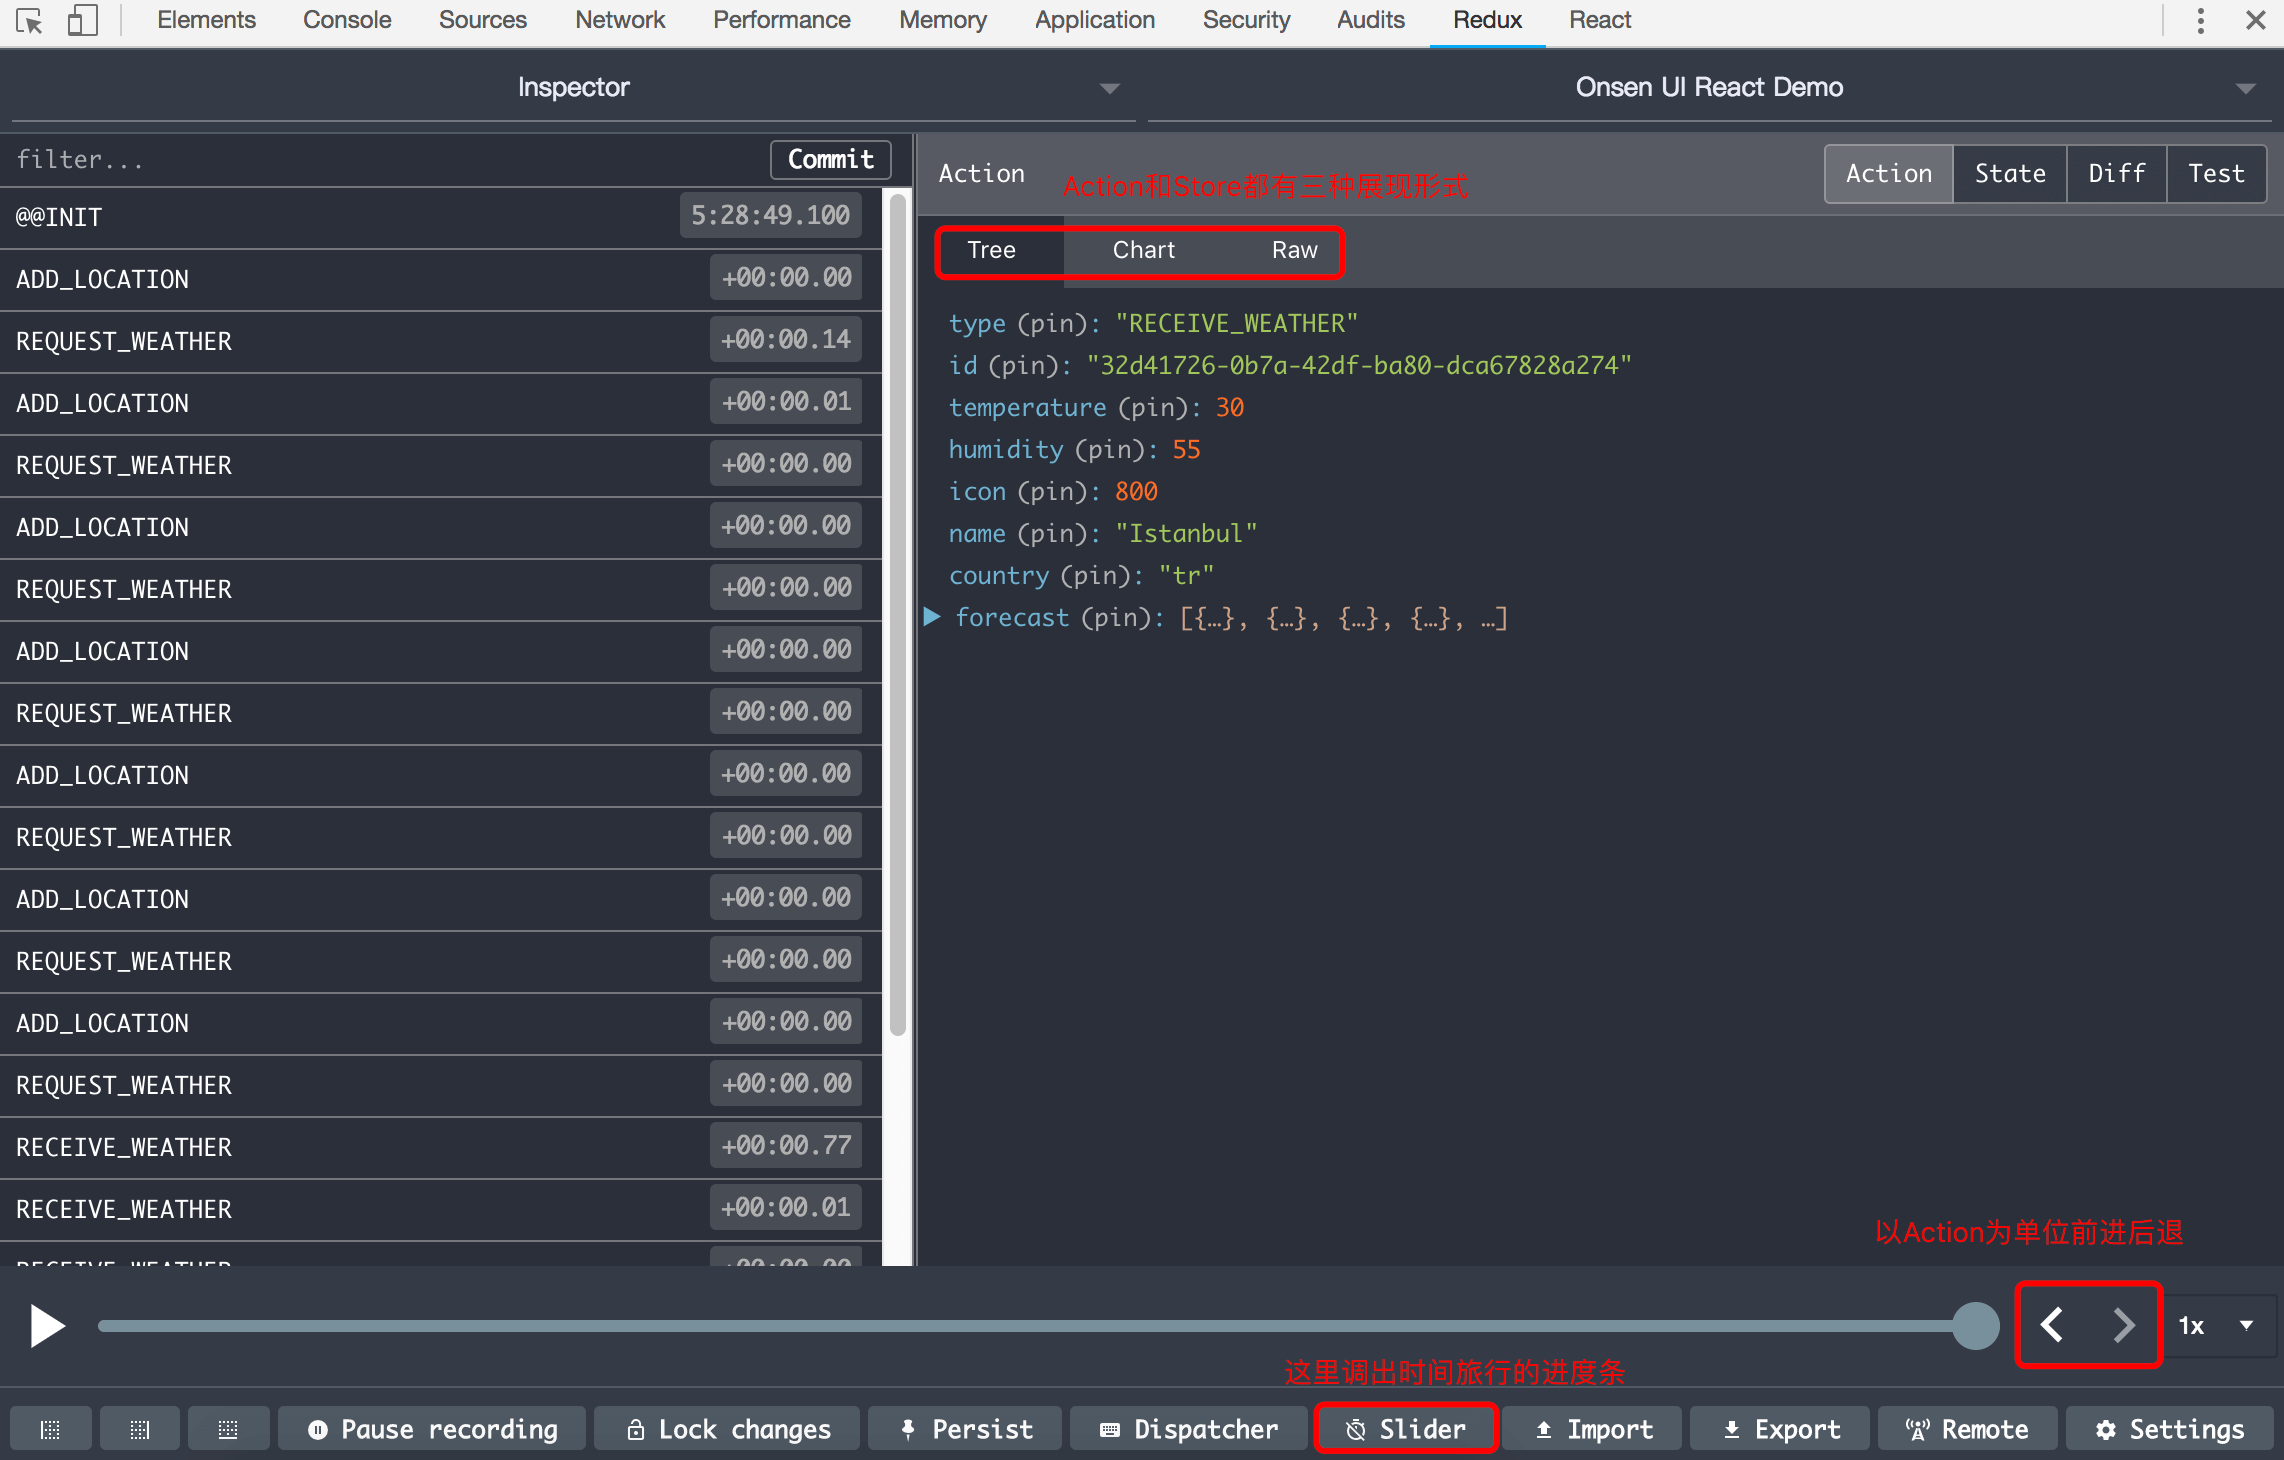 Elements Console Sources Network Performance Memory Application Security Audits Redux React
Inspector
Onsen UI React Demo
filter...
Commit
@@INIT 5:28:49.100
ADD_LOCATION +00:00.00
REQUEST_WEATHER +00:00.14
ADD_LOCATION +00:00.01
REQUEST_WEATHER +00:00.00
ADD_LOCATION +00:00.00
REQUEST_WEATHER +00:00.00
ADD_LOCATION +00:00.00
REQUEST_WEATHER +00:00.00
ADD_LOCATION +00:00.00
REQUEST_WEATHER +00:00.00
ADD_LOCATION +00:00.00
REQUEST_WEATHER +00:00.00
ADD_LOCATION +00:00.00
REQUEST_WEATHER +00:00.00
RECEIVE_WEATHER +00:00.77
RECEIVE_WEATHER +00:00.01
RECEIVE_WEATHER +00:00.00
Action
Action和Store都有三种展现形式
Action State Diff Test
Tree Chart Raw
type (pin): "RECEIVE_WEATHER"
id (pin): "32d41726-0b7a-42df-ba80-dca67828a274"
temperature (pin): 30
humidity (pin): 55
icon (pin): 800
name (pin): "Istanbul"
country (pin): "tr"
forecast (pin): [{…}, {…}, {…}, {…}, …]
以Action为单位前进后退
1x
这里调出时间旅行的进度条
Pause recording Lock changes Persist Dispatcher Slider Import Export Remote Settings